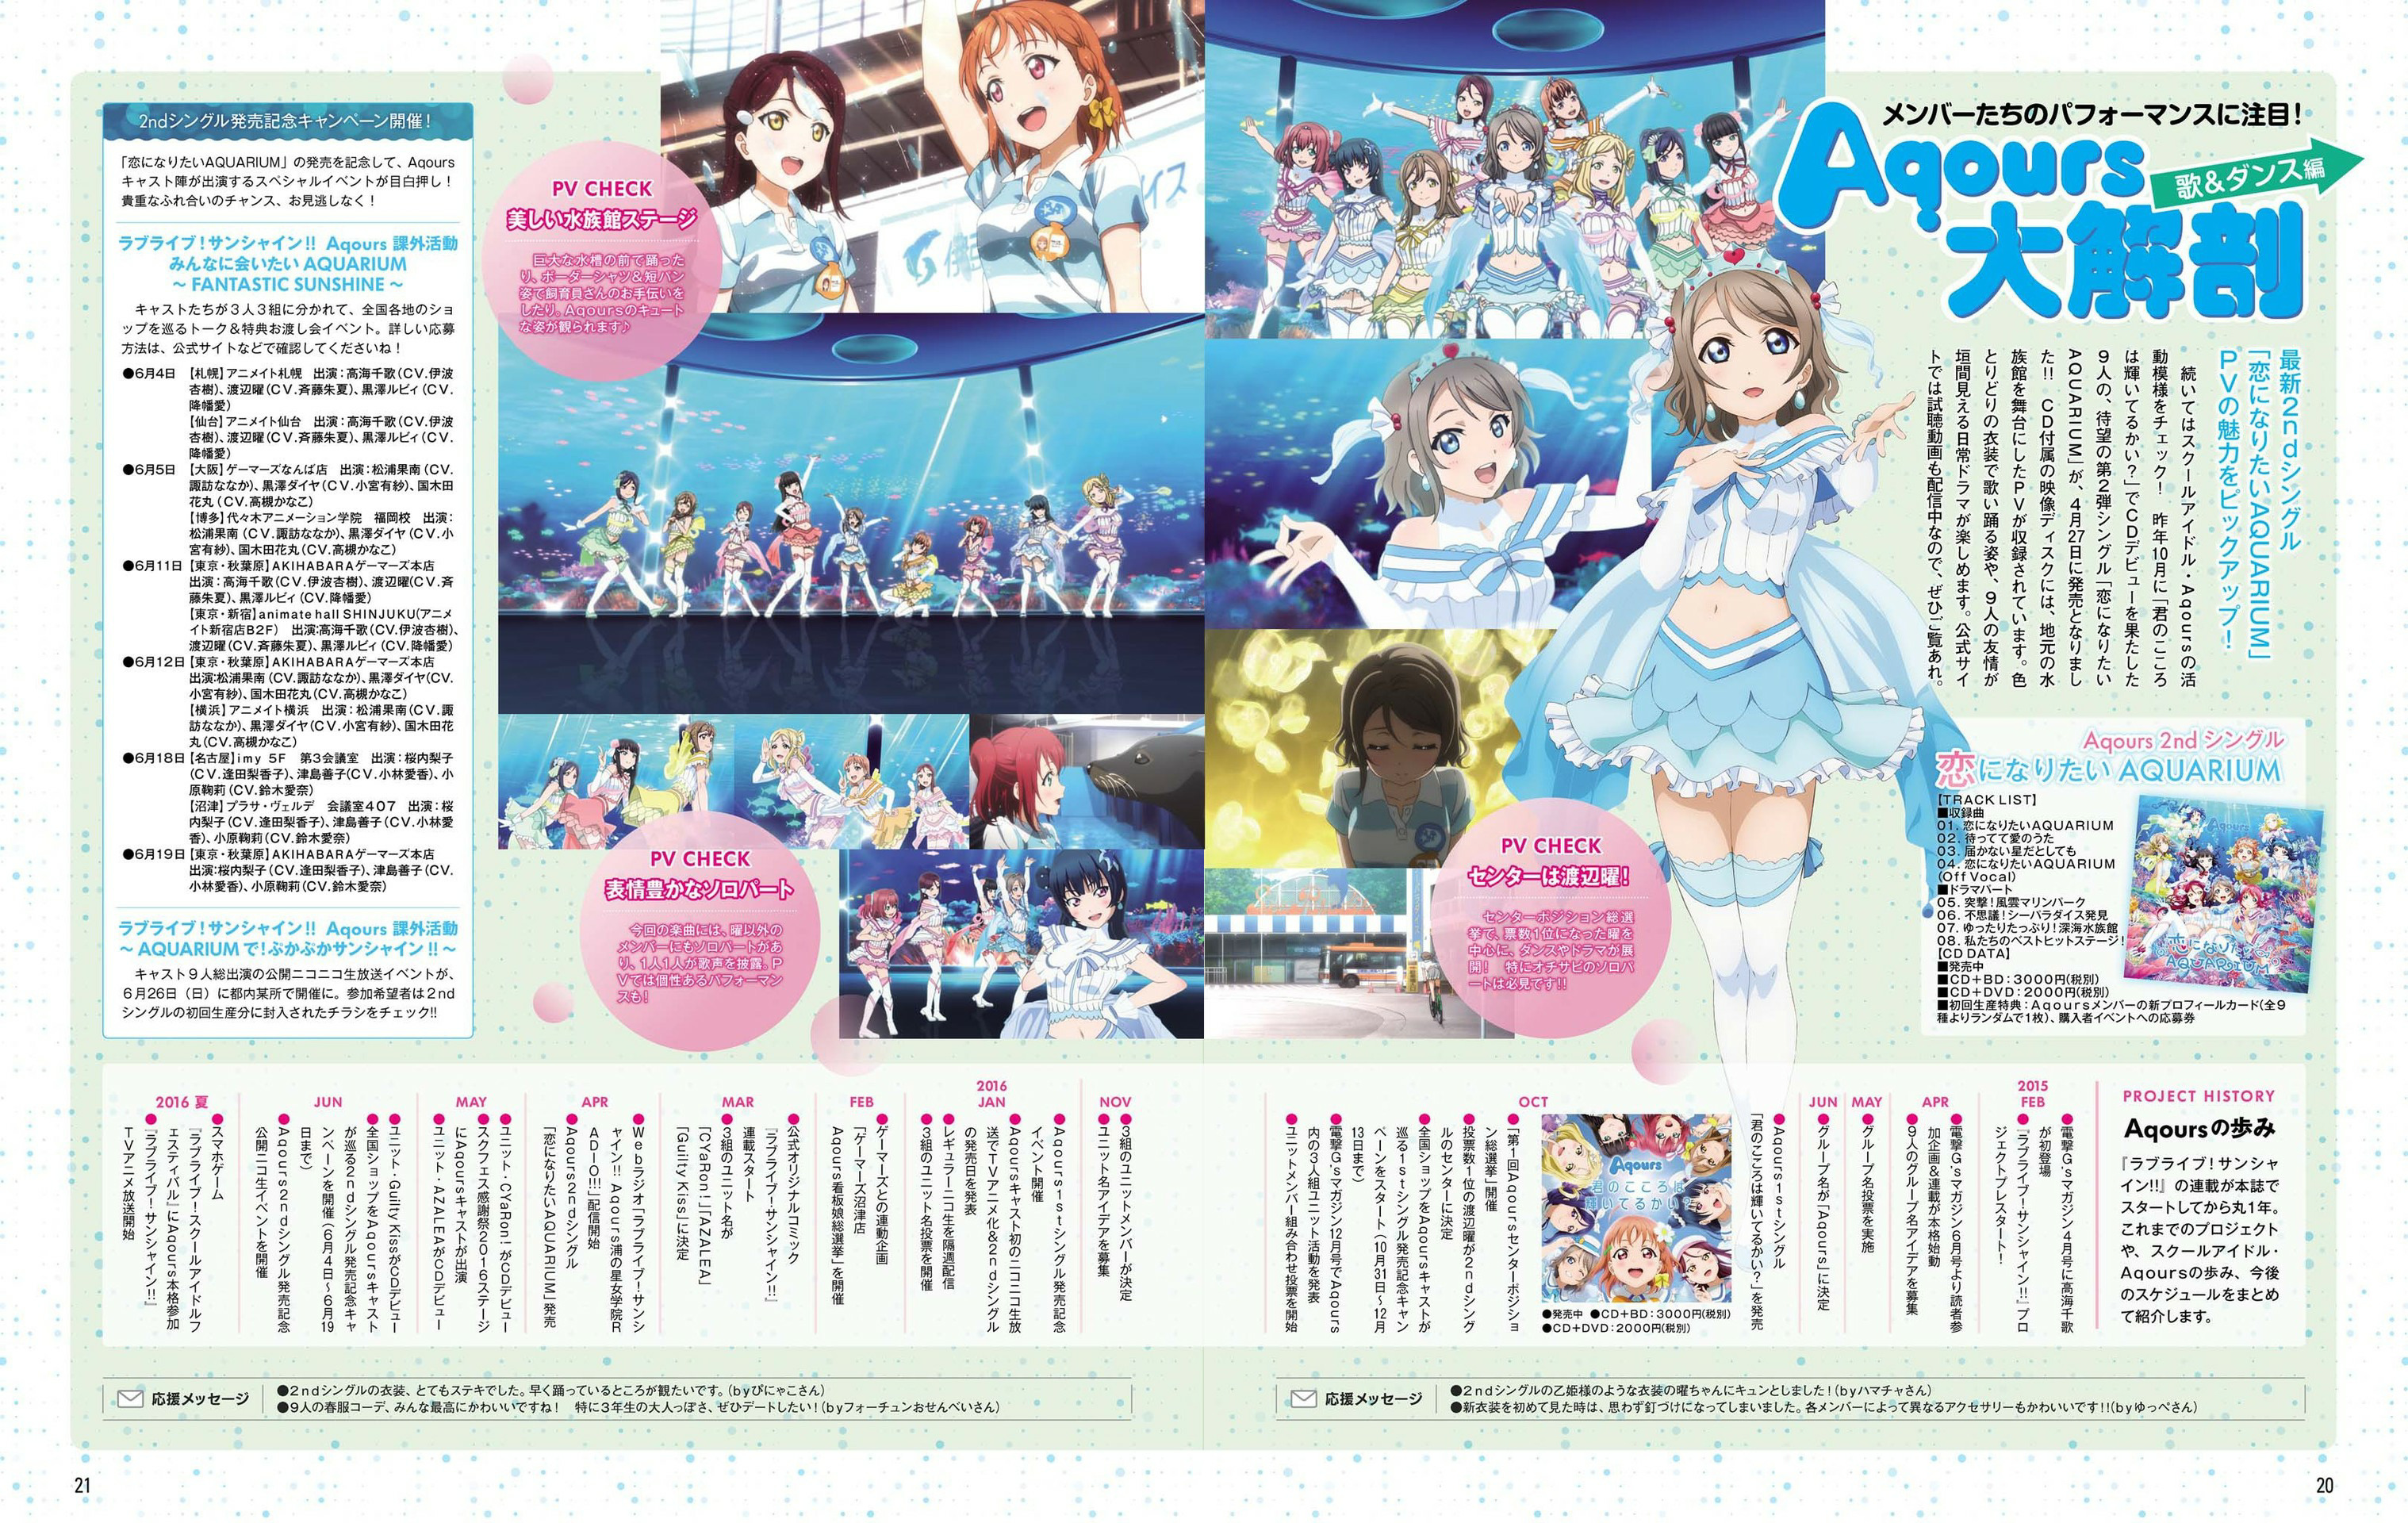 メンバーたちのパフォーマンスに注目!
Aqours
歌&ダンス編
大解剖
最新2ndシングル
「恋になりたいAQUARIUM」
PVの魅力をピックアップ!
続いてはスクールアイドル・Aqoursの活
動模様をチェック! 昨年10月に「君のこころ
は輝いてるかい?」でCDデビューを果たした
9人の、待望の第2弾シングル「恋になりたい
AQUARIUM」が、4月27日に発売となりまし
た!! CD付属の映像ディスクには、地元の水
族館を舞台にしたPVが収録されています。色
とりどりの衣装で歌い踊る姿や、9人の友情が
垣間見える日常ドラマが楽しめます。公式サイ
トでは試聴動画も配信中なので、ぜひご覧あれ。
Aqours 2nd シングル
恋になりたい AQUARIUM
【TRACK LIST】
■収録曲
01. 恋になりたいAQUARIUM
02. 待ってて愛のうた
03. 届かない星だとしても
04. 恋になりたいAQUARIUM
(Off Vocal)
■ドラマパート
05. 突撃!風雲マリンパーク
06. 不思議!シーパラダイス発見
07. ゆったりたっぷり!深海水族館
08. 私たちのベストヒットステージ!
【CD DATA】
■発売中
■CD+BD:3000円(税別)
■CD+DVD:2000円(税別)
■初回生産特典:Aqoursメンバーの新プロフィールカード(全9
種よりランダムで1枚)、購入者イベントへの応募券
Aqours
恋になりたい
AQUARIUM
PV CHECK
センターは渡辺曜!
センターポジション総選
挙で、票数1位になった曜を
中心に、ダンスやドラマが展
開! 特にオチサビのソロパ
ートは必見です!!
PV CHECK
美しい水族館ステージ
巨大な水槽の前で踊った
り、ボーダーシャツ&短パン
姿で飼育員さんのお手伝いを
したり。Aqoursのキュート
な姿が観られます♪
PV CHECK
表情豊かなソロパート
今回の楽曲には、曜以外の
メンバーにもソロパートがあ
り、1人1人が歌声を披露。P
Vでは個性あるパフォーマン
スも!
2ndシングル発売記念キャンペーン開催!
「恋になりたいAQUARIUM」の発売を記念して、Aqours
キャスト陣が出演するスペシャルイベントが目白押し!
貴重なふれ合いのチャンス、お見逃しなく!
ラブライブ!サンシャイン!! Aqours 課外活動
みんなに会いたい AQUARIUM
~ FANTASTIC SUNSHINE ~
キャストたちが3人3組に分かれて、全国各地のショ
ップを巡るトーク&特典お渡し会イベント。詳しい応募
方法は、公式サイトなどで確認してくださいね!
●6月4日 【札幌】アニメイト札幌 出演:高海千歌(CV.伊波
杏樹)、渡辺曜(CV.斉藤朱夏)、黒澤ルビィ(CV.
降幡愛)
【仙台】アニメイト仙台 出演:高海千歌(CV.伊波
杏樹)、渡辺曜(CV.斉藤朱夏)、黒澤ルビィ(CV.
降幡愛)
●6月5日 【大阪】ゲーマーズなんば店 出演:松浦果南(CV.
諏訪ななか)、黒澤ダイヤ(CV.小宮有紗)、国木田
花丸(CV.高槻かなこ)
【博多】代々木アニメーション学院 福岡校 出演:
松浦果南(CV.諏訪ななか)、黒澤ダイヤ(CV.小
宮有紗)、国木田花丸(CV.高槻かなこ)
●6月11日【東京・秋葉原】AKIHABARAゲーマーズ本店
出演:高海千歌(CV.伊波杏樹)、渡辺曜(CV.斉
藤朱夏)、黒澤ルビィ(CV.降幡愛)
【東京・新宿】animate hall SHINJUKU(アニメ
イト新宿店B2F) 出演:高海千歌(CV.伊波杏樹)、
渡辺曜(CV.斉藤朱夏)、黒澤ルビィ(CV.降幡愛)
●6月12日【東京・秋葉原】AKIHABARAゲーマーズ本店
出演:松浦果南(CV.諏訪ななか)、黒澤ダイヤ(CV.
小宮有紗)、国木田花丸(CV.高槻かなこ)
【横浜】アニメイト横浜 出演:松浦果南(CV.諏
訪ななか)、黒澤ダイヤ(CV.小宮有紗)、国木田花
丸(CV.高槻かなこ)
●6月18日【名古屋】imy 5F 第3会議室 出演:桜内梨子
(CV.逢田梨香子)、津島善子(CV.小林愛香)、小
原鞠莉(CV.鈴木愛奈)
【沼津】プラサ・ヴェルデ 会議室407 出演:桜
内梨子(CV.逢田梨香子)、津島善子(CV.小林愛
香)、小原鞠莉(CV.鈴木愛奈)
●6月19日【東京・秋葉原】AKIHABARAゲーマーズ本店
出演:桜内梨子(CV.逢田梨香子)、津島善子(CV.
小林愛香)、小原鞠莉(CV.鈴木愛奈)
ラブライブ!サンシャイン!! Aqours 課外活動
~ AQUARIUM で!ぷかぷかサンシャイン !! ~
キャスト9人総出演の公開ニコニコ生放送イベントが、
6月26日(日)に都内某所で開催に。参加希望者は2nd
シングルの初回生産分に封入されたチラシをチェック!!
PROJECT HISTORY
Aqoursの歩み
『ラブライブ!サンシャ
イン!!』の連載が本誌で
スタートしてから丸1年。
これまでのプロジェクト
や、スクールアイドル・
Aqoursの歩み、今後
のスケジュールをまとめ
て紹介します。
2015
FEB
●電撃G'sマガジン4月号に高海千歌
が初登場
●『ラブライブ!サンシャイン!!』プロ
ジェクトプレスタート!
APR
●電撃G'sマガジン6月号より読者参
加企画&連載が本格始動
●9人のグループ名アイデアを募集
MAY
●グループ名投票を実施
JUN
●グループ名が「Aqours」に決定
OCT
●Aqours1stシングル
「君のこころは輝いてるかい?」を発売
Aqours
君のこころは
輝いてるかい?
●発売中 ●CD+BD:3000円(税別)
●CD+DVD:2000円(税別)
●「第1回Aqoursセンターポジショ
ン総選挙」開催
●投票数1位の渡辺曜が2ndシング
ルのセンターに決定
●全国ショップをAqoursキャストが
巡る1stシングル発売記念キャン
ペーンをスタート(10月31日~12月
13日まで)
●電撃G'sマガジン12月号でAqours
内の3人組ユニット活動を発表
●ユニットメンバー組み合わせ投票を開始
NOV
●3組のユニットメンバーが決定
●ユニット名アイデアを募集
2016
JAN
●Aqours1stシングル発売記念
イベント開催
●Aqoursキャスト初のニコニコ生放
送でTVアニメ化&2ndシングル
の発売日を発表
●レギュラーニコ生を隔週配信
●3組のユニット名投票を開催
FEB
●ゲーマーズとの連動企画
「ゲーマーズ沼津店
Aqours看板娘総選挙」を開催
MAR
●公式オリジナルコミック
『ラブライブ!サンシャイン!!』
連載スタート
●3組のユニット名が
「CYaRon!」「AZALEA」
「Guilty Kiss」に決定
APR
●Webラジオ「ラブライブ!サンシ
ャイン!! Aqours浦の星女学院R
ADIO!!!」配信開始
●Aqours2ndシングル
「恋になりたいAQUARIUM」発売
MAY
●ユニット・CYaRon!がCDデビュー
●スクフェス感謝祭2016ステージ
にAqoursキャストが出演
●ユニット・AZALEAがCDデビュー
JUN
●ユニット・Guilty KissがCDデビュー
●全国ショップをAqoursキャスト
が巡る2ndシングル発売記念キャ
ンペーンを開催(6月4日~6月19
日まで)
●Aqours2ndシングル発売記念
公開ニコ生イベントを開催
2016 夏
●スマホゲーム
『ラブライブ!スクールアイドルフ
ェスティバル』にAqours本格参加
●『ラブライブ!サンシャイン!!』
TVアニメ放送開始
応援メッセージ
●2ndシングルの乙姫様のような衣装の曜ちゃんにキュンとしました!(byハマチャさん)
●新衣装を初めて見た時は、思わず釘づけになってしまいました。各メンバーによって異なるアクセサリーもかわいいです!!(byゆっぺさん)
応援メッセージ
●2ndシングルの衣装、とてもステキでした。早く踊っているところが観たいです。(byぴにゃこさん)
●9人の春服コーデ、みんな最高にかわいいですね! 特に3年生の大人っぽさ、ぜひデートしたい!(byフォーチュンおせんべいさん)
20
21